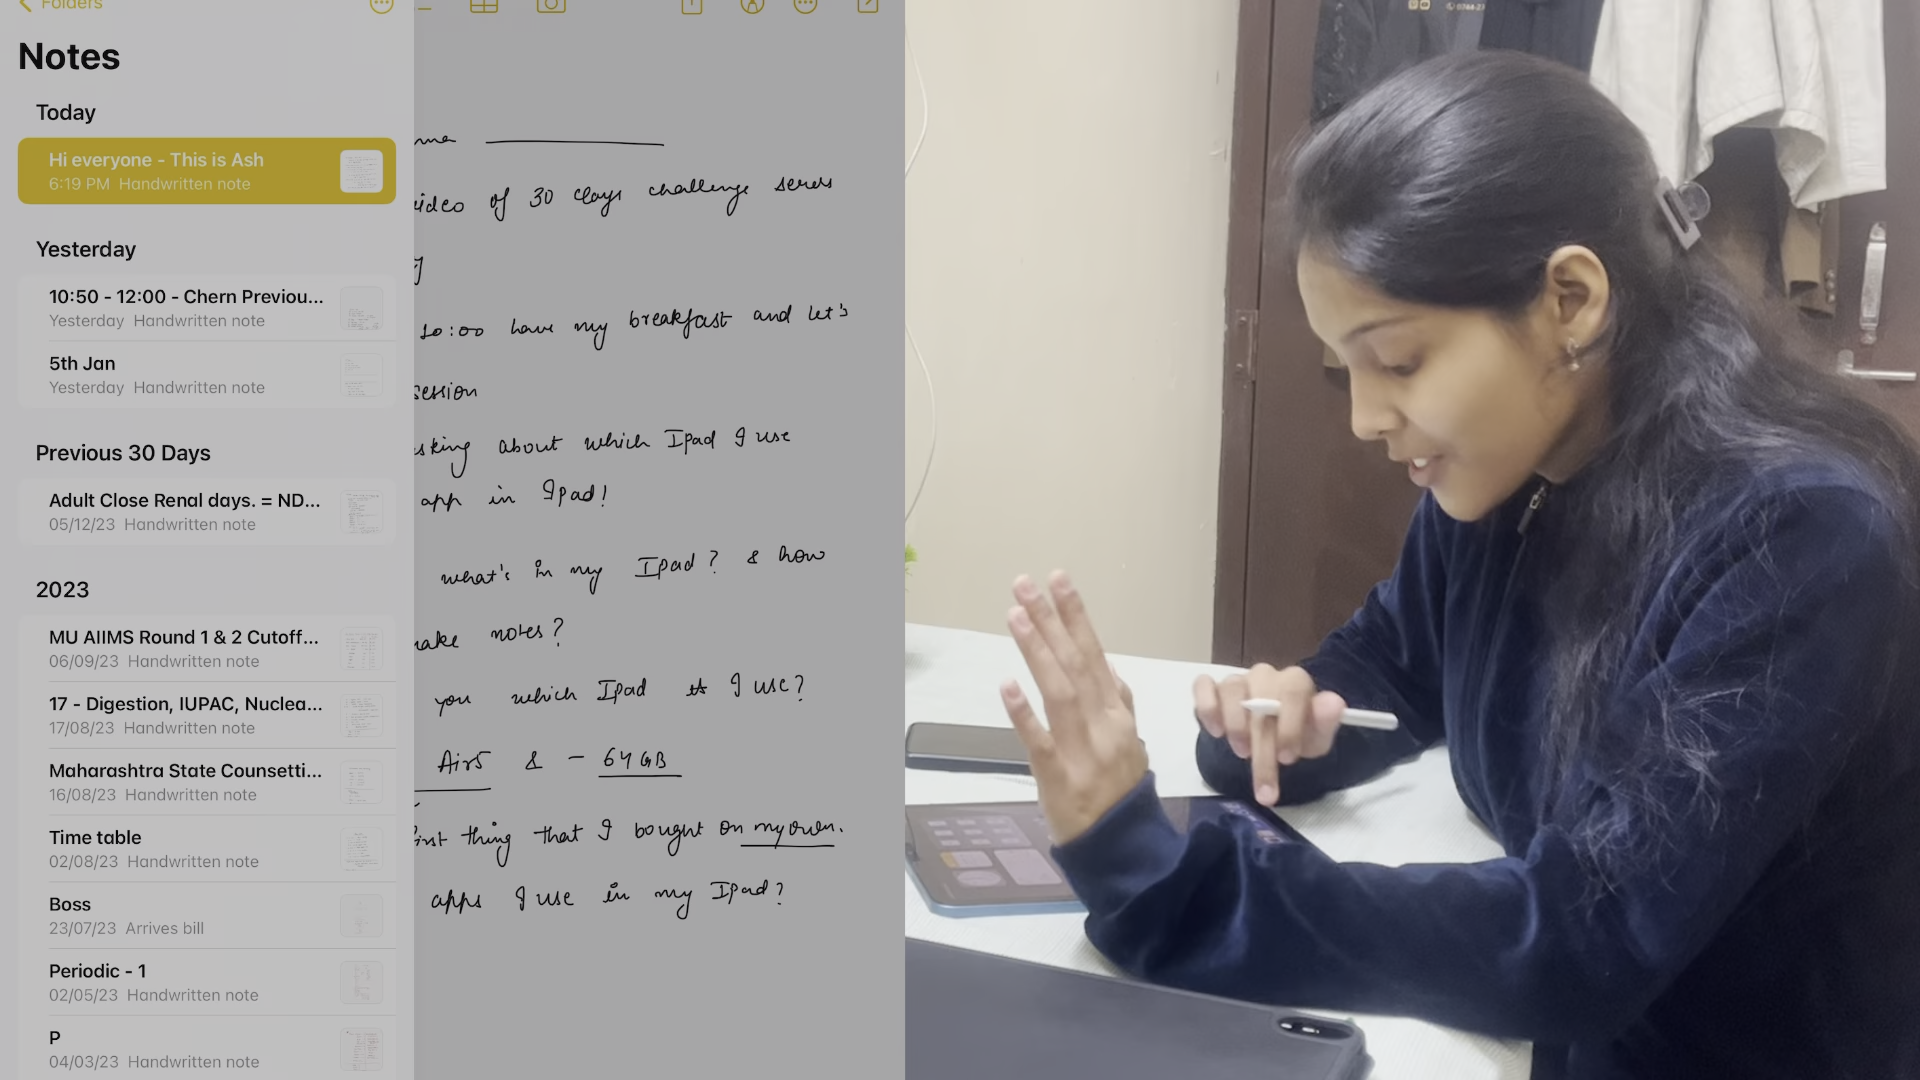 Folders
Notes
Today
Hi everyone - This is Ash
6:19 PM Handwritten note
Yesterday
10:50 - 12:00 - Chern Previou...
Yesterday Handwritten note
5th Jan
Yesterday Handwritten note
Previous 30 Days
Adult Close Renal days. = ND...
05/12/23 Handwritten note
2023
MU AIIMS Round 1 & 2 Cutoff...
06/09/23 Handwritten note
17 - Digestion, IUPAC, Nuclea...
17/08/23 Handwritten note
Maharashtra State Counsetti...
16/08/23 Handwritten note
Time table
02/08/23 Handwritten note
Boss
23/07/23 Arrives bill
Periodic - 1
02/05/23 Handwritten note
P
04/03/23 Handwritten note
of 30 days challenge series
10:00 have my breakfast and let's
session
about which Ipad I use
app in Ipad!
what's in my Ipad? & how
notes?
you which Ipad I use?
Air5 & - 64GB
thing that I bought on my own.
apps I use in my Ipad?